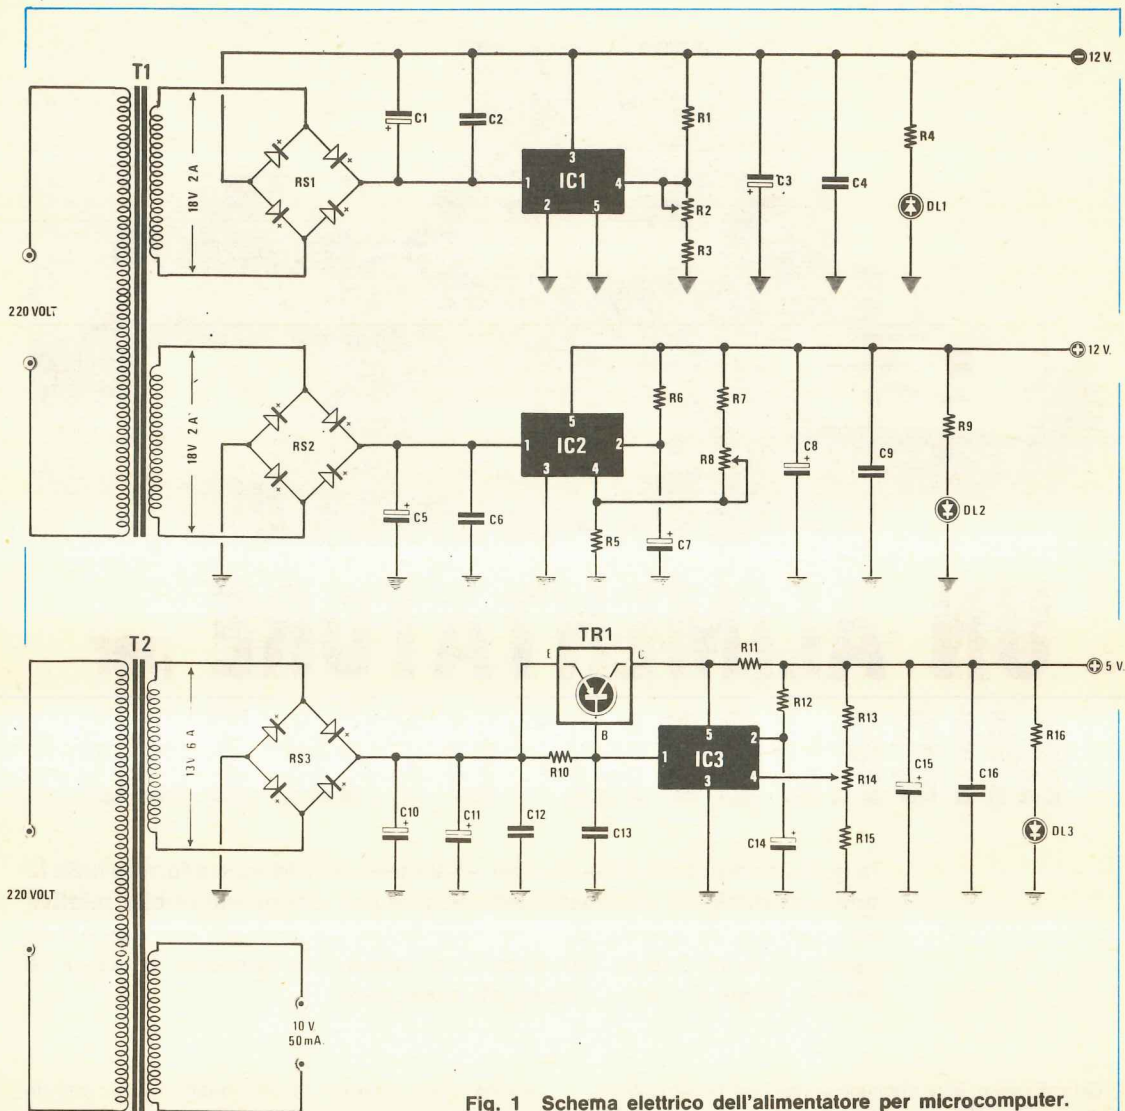 T1
220 VOLT
18V 2A
RS1
C1
+
C2
1
3
IC1
4
2
5
R1
R2
R3
C3
+
C4
R4
DL1
12 V.
18V 2A
RS2
C5
+
C6
1
5
IC2
2
3
4
R6
R7
R8
R5
C7
+
C8
+
C9
R9
DL2
12 V.
T2
220 VOLT
13V 6A
RS3
C10
+
C11
+
C12
R10
C13
TR1
E
C
B
1
5
2
IC3
4
3
R11
R12
R13
R14
R15
C14
+
C15
+
C16
R16
DL3
5 V.
10 V
50mA.
Fig. 1 Schema elettrico dell'alimentatore per microcomputer.